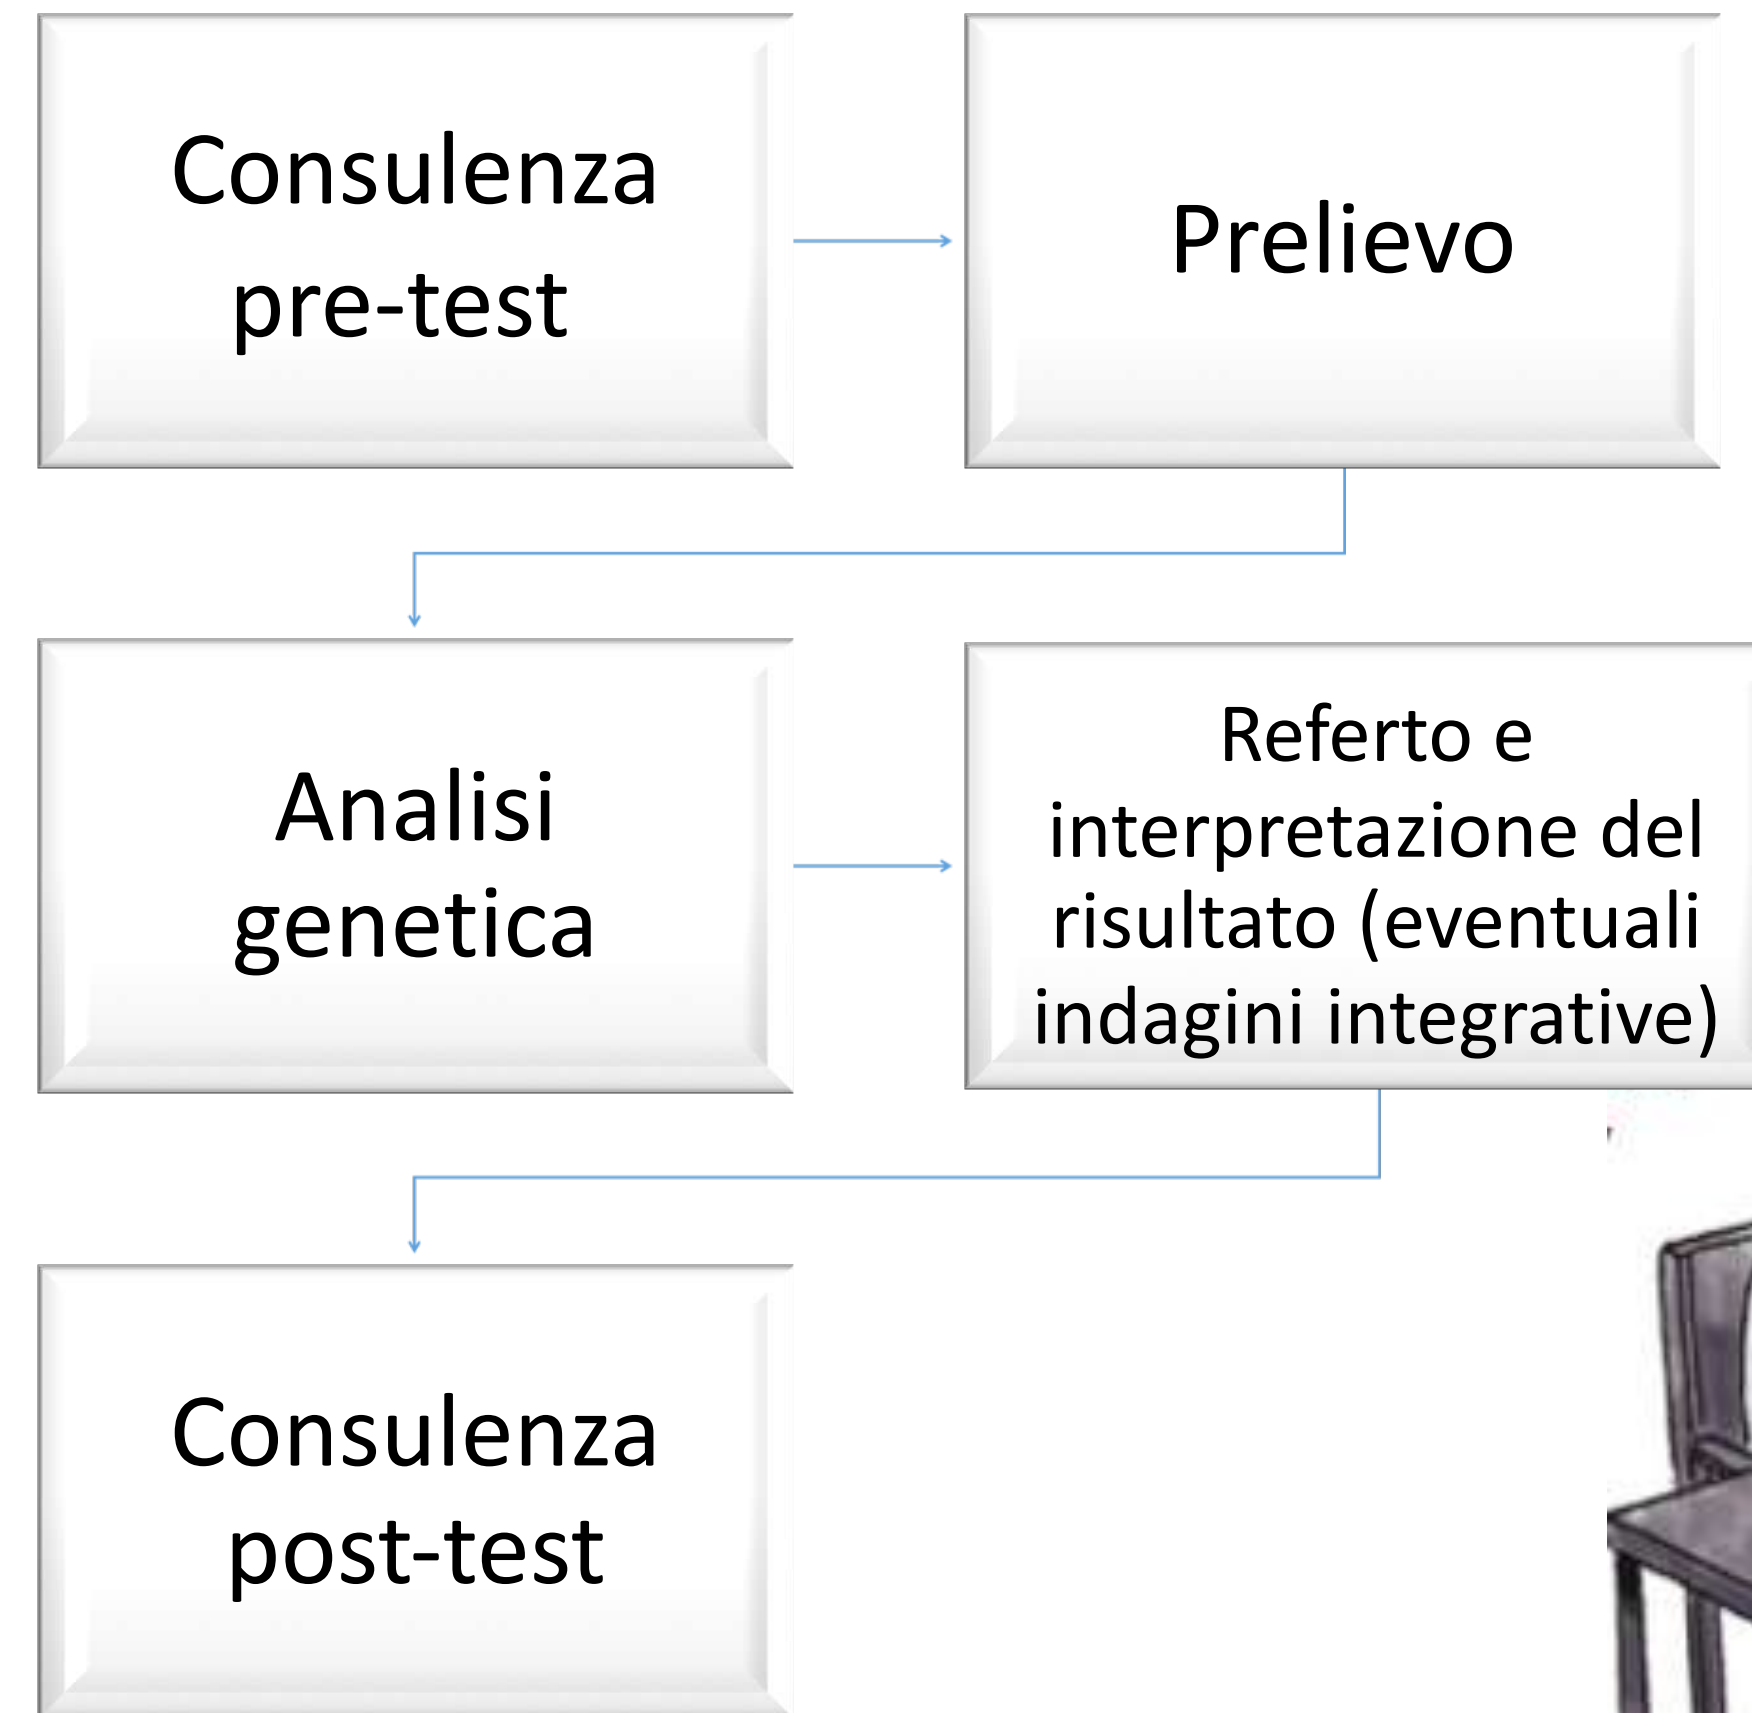 Consulenza
pre-test
Prelievo
Analisi
genetica
Referto e
interpretazione del
risultato (eventuali
indagini integrative)
Consulenza
post-test